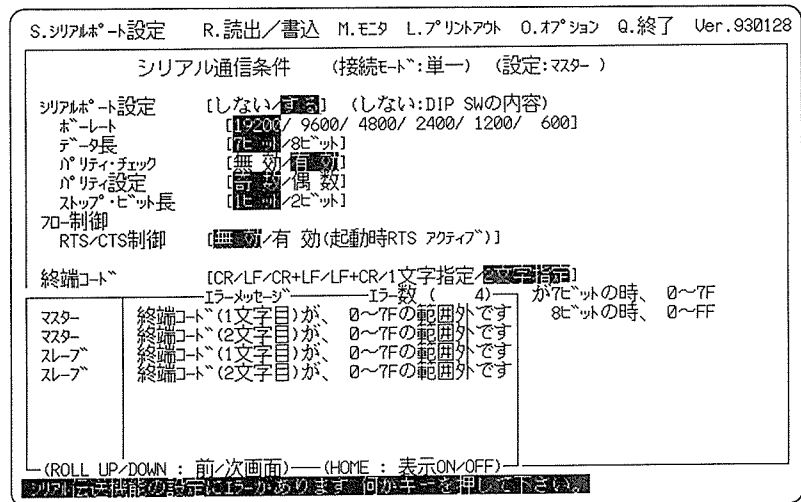 S.シリアルポート設定 R.読出／書込 M.モニタ L.プリントアウト O.オプション Q.終了 Ver.930128
シリアル通信条件 (接続モード:単一) (設定:マスター )
シリアルポート設定 [しない/する] (しない:DIP SWの内容)
ボーレート [19200/ 9600/ 4800/ 2400/ 1200/ 600]
データ長 [7ビット/8ビット]
パリティ・チェック [無 効/有 効]
パリティ設定 [奇 数/偶 数]
ストップ・ビット長 [1ビット/2ビット]
フロー制御
RTS/CTS制御 [無 効/有 効(起動時RTS アクティブ)]
終端コード [CR/LF/CR+LF/LF+CR/1文字指定/2文字指定]
エラーメッセージ エラー数 ( 4) が7ビットの時、 0～7F
マスター 終端コード(1文字目)が、 0～7Fの範囲外です 8ビットの時、 0～FF
マスター 終端コード(2文字目)が、 0～7Fの範囲外です
スレーブ 終端コード(1文字目)が、 0～7Fの範囲外です
スレーブ 終端コード(2文字目)が、 0～7Fの範囲外です
(ROLL UP/DOWN : 前/次画面) (HOME : 表示ON/OFF)
シリアル伝送機能の設定にエラーがあります 何かキーを押して下さい。